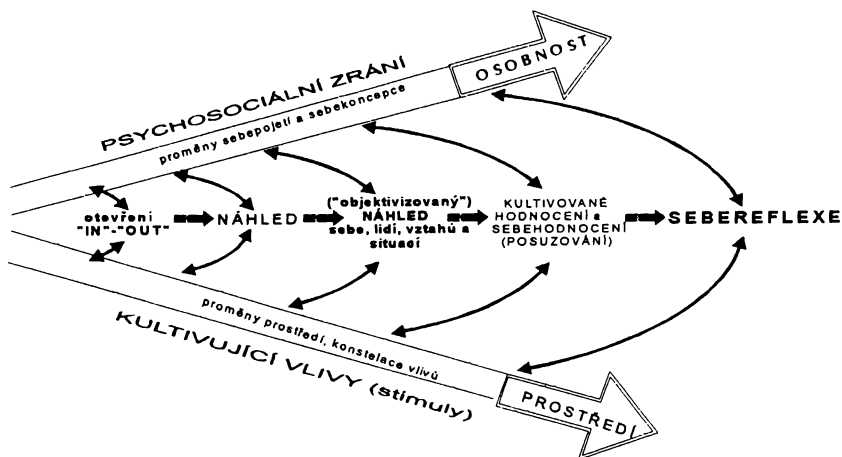 OSOBNOST
PSYCHOSOCIÁLNÍ ZRÁNÍ
proměny sebepojetí a sebekoncepce
otevření
"IN"-"OUT"
NÁHLED
("objektivizovaný")
NÁHLED
sebe, lidí, vztahů a
situací
KULTIVOVANÉ
HODNOCENÍ a
SEBEHODNOCENÍ
(POSUZOVÁNÍ)
SEBEREFLEXE
proměny prostředí, konstelace vlivů
KULTIVUJÍCÍ VLIVY (stimuly)
PROSTŘEDÍ